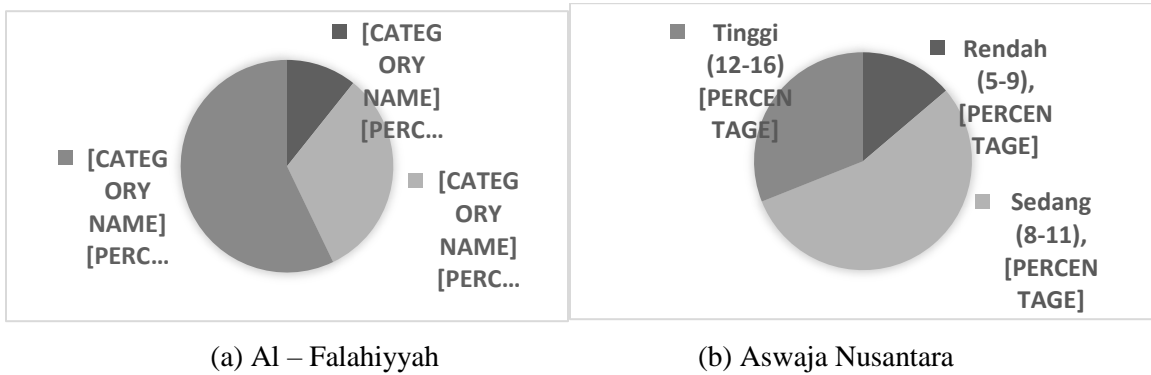 [CATEG
ORY
NAME]
[PERC...
[CATEG
ORY
NAME]
[PERC...
[CATEG
ORY
NAME]
[PERC...
Tinggi
(12-16)
[PERCEN
TAGE]
Rendah
(5-9),
[PERCEN
TAGE]
Sedang
(8-11),
[PERCEN
TAGE]
(a) Al – Falahiyyah
(b) Aswaja Nusantara